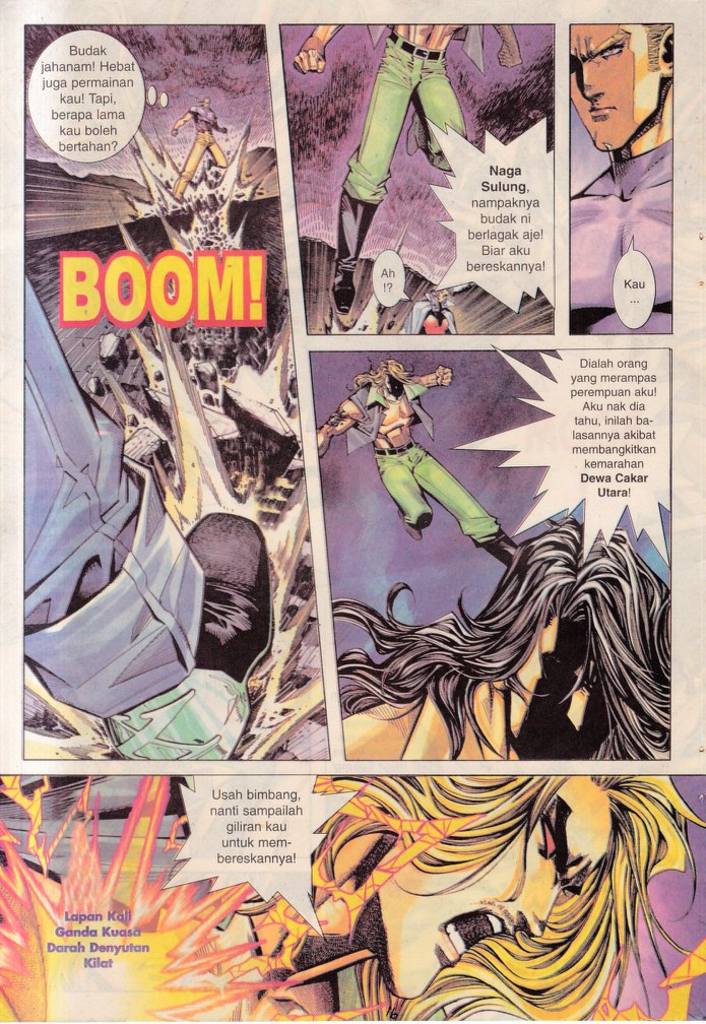 Budak
jahanam! Hebat
juga permainan
kau! Tapi,
berapa lama
kau boleh
bertahan?
BOOM!
Naga
Sulung,
nampaknya
budak ni
berlagak aje!
Biar aku
bereskannya!
Ah
!?
Kau
...
Dialah orang
yang merampas
perempuan aku!
Aku nak dia
tahu, inilah ba-
lasannya akibat
membangkitkan
kemarahan
Dewa Cakar
Utara!
Usah bimbang,
nanti sampailah
giliran kau
untuk mem-
bereskannya!
Lapan Kali
Ganda Kuasa
Darah Denyutan
Kilat
16